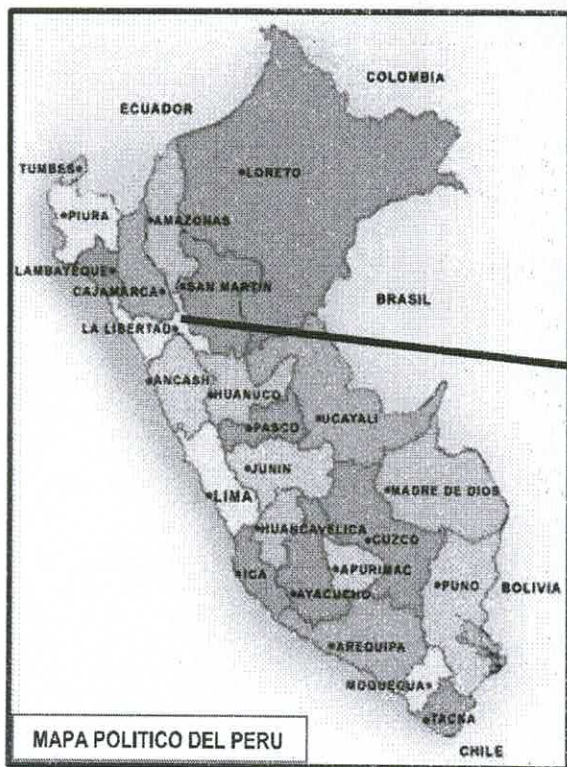 COLOMBIA
ECUADOR
TUMBES
LORETO
PIURA
AMAZONAS
LAMBAYEQUE
CAJAMARCA
SAN MARTIN
BRASIL
LA LIBERTAD
ANCASH
HUANUCO
UCAYALI
PASCO
JUNIN
MADRE DE DIOS
LIMA
HUANCAVELICA
CUZCO
APURIMAC
PUNO
BOLIVIA
ICA
AYACUCHO
AREQUIPA
MOQUEGUA
TACNA
MAPA POLITICO DEL PERU
CHILE